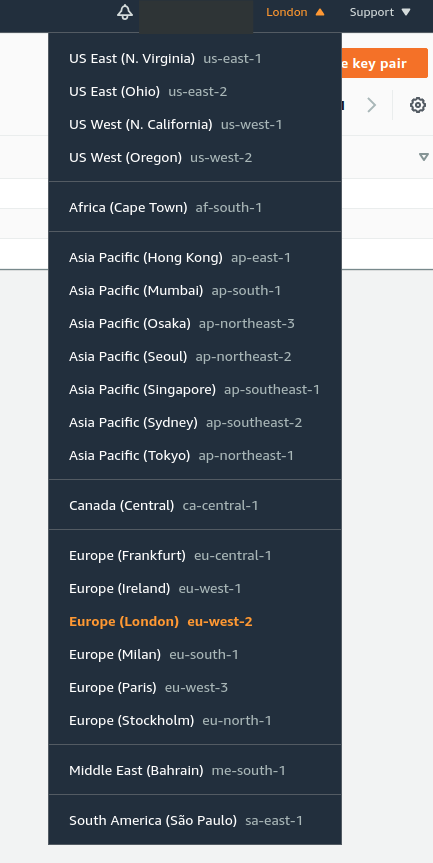 London ▲ Support ▼
US East (N. Virginia) us-east-1
e key pair
US East (Ohio) us-east-2
US West (N. California) us-west-1
US West (Oregon) us-west-2
Africa (Cape Town) af-south-1
Asia Pacific (Hong Kong) ap-east-1
Asia Pacific (Mumbai) ap-south-1
Asia Pacific (Osaka) ap-northeast-3
Asia Pacific (Seoul) ap-northeast-2
Asia Pacific (Singapore) ap-southeast-1
Asia Pacific (Sydney) ap-southeast-2
Asia Pacific (Tokyo) ap-northeast-1
Canada (Central) ca-central-1
Europe (Frankfurt) eu-central-1
Europe (Ireland) eu-west-1
Europe (London) eu-west-2
Europe (Milan) eu-south-1
Europe (Paris) eu-west-3
Europe (Stockholm) eu-north-1
Middle East (Bahrain) me-south-1
South America (São Paulo) sa-east-1